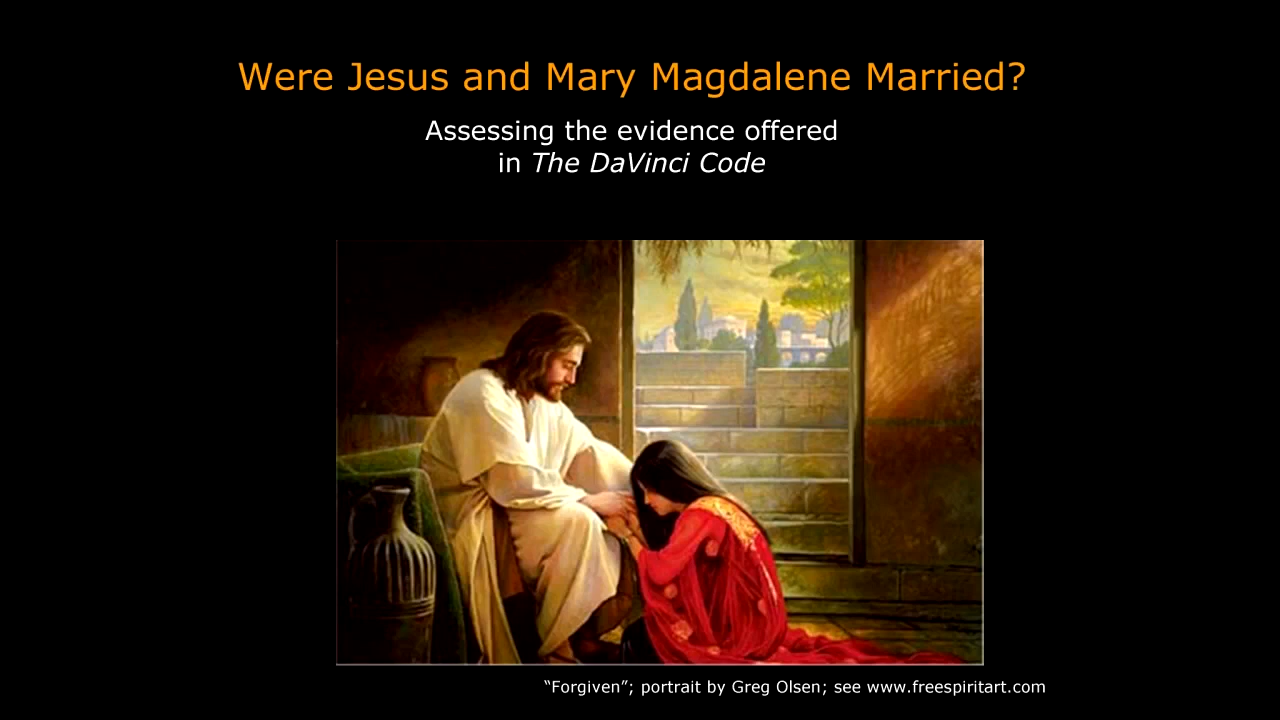 Were Jesus and Mary Magdalene Married?
Assessing the evidence offered
in The DaVinci Code
“Forgiven”; portrait by Greg Olsen; see www.freespiritart.com